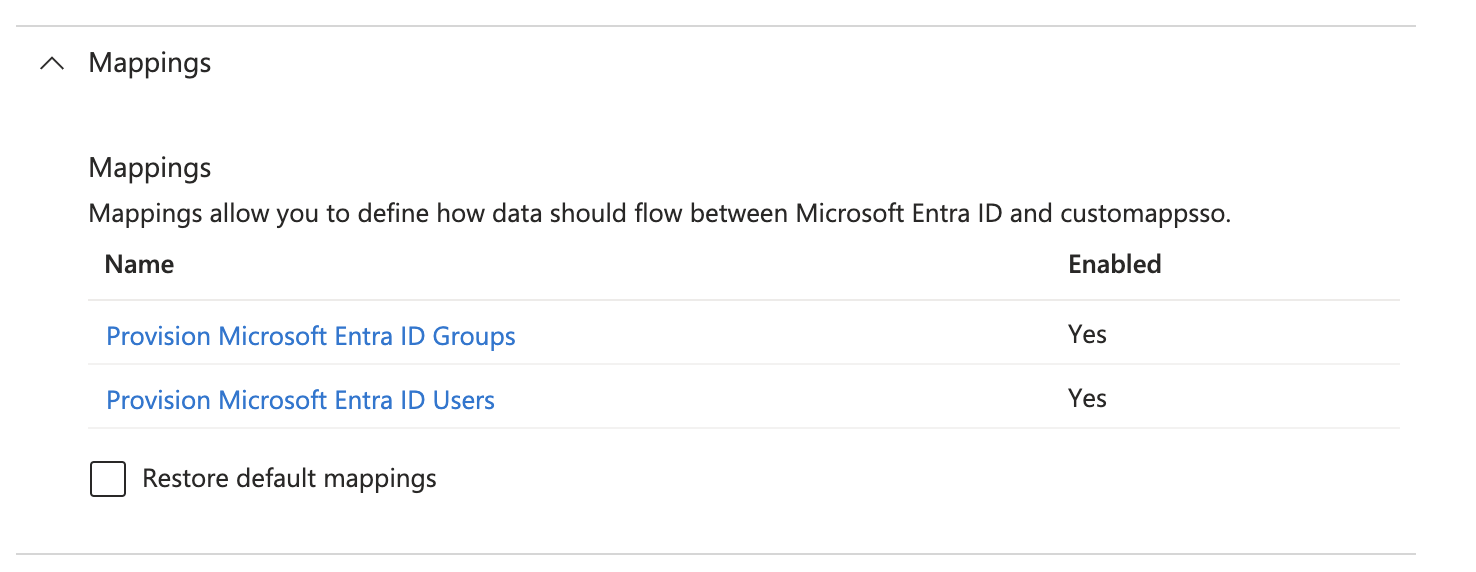 Mappings
Mappings
Mappings allow you to define how data should flow between Microsoft Entra ID and customappsso.
Name Enabled
Provision Microsoft Entra ID Groups Yes
Provision Microsoft Entra ID Users Yes
Restore default mappings